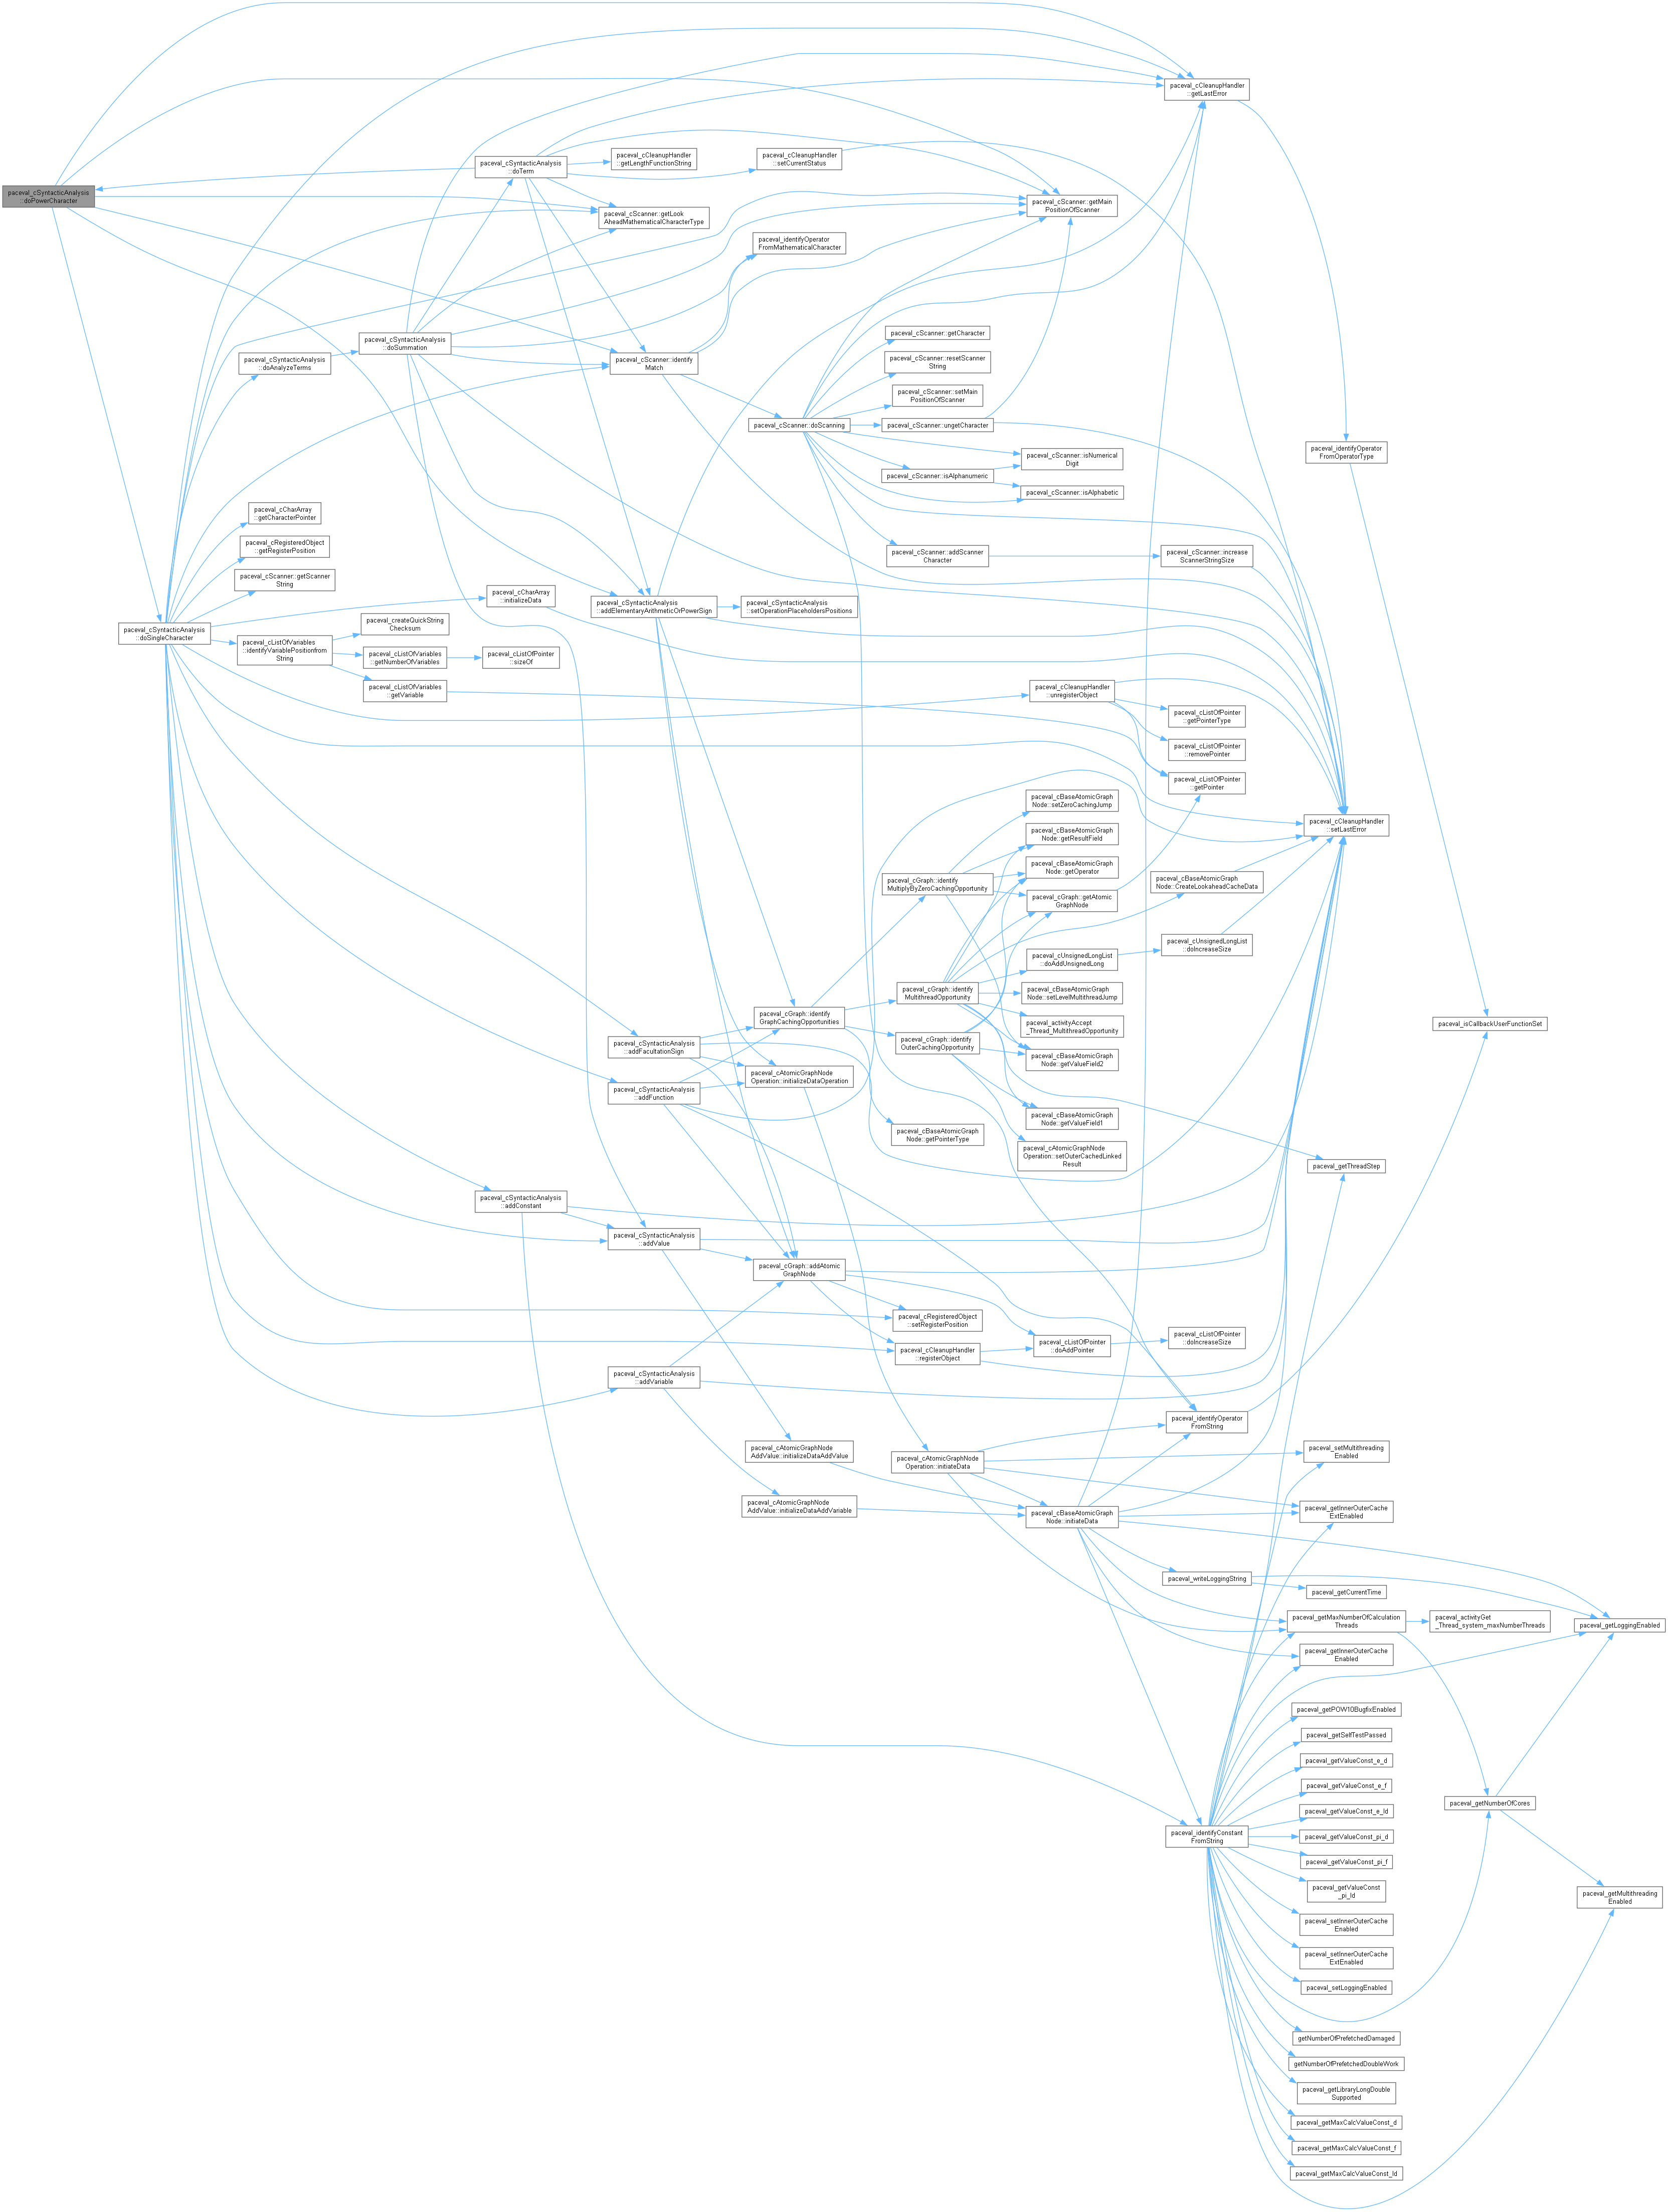 paceval_cSyntacticAnalysis
::doPowerCharacter
paceval_cSyntacticAnalysis
::doSingleCharacter
paceval_cSyntacticAnalysis
::doAnalyzeTerms
paceval_cCharArray
::getCharacterPointer
paceval_cRegisteredObject
::getRegisterPosition
paceval_cScanner::getScanner
String
paceval_cListOfVariables
::identifyVariablePositionfrom
String
paceval_cSyntacticAnalysis
::doSummation
paceval_createQuickString
Checksum
paceval_cListOfVariables
::getNumberOfVariables
paceval_cListOfVariables
::getVariable
paceval_cSyntacticAnalysis
::doTerm
paceval_cCharArray
::initializeData
paceval_cListOfPointer
::sizeOf
paceval_cSyntacticAnalysis
::addConstant
paceval_cCleanupHandler
::getLengthFunctionString
paceval_cScanner::getLook
AheadMathematicalCharacterType
paceval_cScanner::identify
Match
paceval_cSyntacticAnalysis
::addElementaryArithmeticOrPowerSign
paceval_cSyntacticAnalysis
::addFacultationSign
paceval_cSyntacticAnalysis
::addFunction
paceval_cSyntacticAnalysis
::addValue
paceval_cSyntacticAnalysis
::addVariable
paceval_cCleanupHandler
::setCurrentStatus
paceval_identifyOperator
FromMathematicalCharacter
paceval_cScanner::doScanning
paceval_cSyntacticAnalysis
::setOperationPlaceholdersPositions
paceval_cGraph::identify
GraphCachingOpportunities
paceval_cAtomicGraphNode
Operation::initializeDataOperation
paceval_cGraph::addAtomic
GraphNode
paceval_cAtomicGraphNode
AddValue::initializeDataAddValue
paceval_cAtomicGraphNode
AddValue::initializeDataAddVariable
paceval_cScanner::getCharacter
paceval_cScanner::resetScanner
String
paceval_cScanner::setMain
PositionOfScanner
paceval_cScanner::ungetCharacter
paceval_cScanner::isAlphanumeric
paceval_cScanner::addScanner
Character
paceval_cGraph::identify
MultiplyByZeroCachingOpportunity
paceval_cGraph::identify
MultithreadOpportunity
paceval_cGraph::identify
OuterCachingOpportunity
paceval_cBaseAtomicGraph
Node::getPointerType
paceval_cRegisteredObject
::setRegisterPosition
paceval_cCleanupHandler
::registerObject
paceval_cAtomicGraphNode
Operation::initiateData
paceval_cScanner::getMain
PositionOfScanner
paceval_cScanner::isNumerical
Digit
paceval_cScanner::isAlphabetic
paceval_cCleanupHandler
::unregisterObject
paceval_cBaseAtomicGraph
Node::setZeroCachingJump
paceval_cBaseAtomicGraph
Node::getResultField
paceval_cBaseAtomicGraph
Node::getOperator
paceval_cGraph::getAtomic
GraphNode
paceval_cUnsignedLongList
::doAddUnsignedLong
paceval_cBaseAtomicGraph
Node::setLevelMultithreadJump
paceval_activityAccept
_Thread_MultithreadOpportunity
paceval_cBaseAtomicGraph
Node::getValueField2
paceval_cBaseAtomicGraph
Node::getValueField1
paceval_cAtomicGraphNode
Operation::setOuterCachedLinked
Result
paceval_cListOfPointer
::doAddPointer
paceval_cBaseAtomicGraph
Node::initiateData
paceval_cCleanupHandler
::getLastError
paceval_cScanner::increase
ScannerStringSize
paceval_cListOfPointer
::getPointerType
paceval_cListOfPointer
::removePointer
paceval_cListOfPointer
::getPointer
paceval_cBaseAtomicGraph
Node::CreateLookaheadCacheData
paceval_cUnsignedLongList
::doIncreaseSize
paceval_cListOfPointer
::doIncreaseSize
paceval_identifyOperator
FromString
paceval_writeLoggingString
paceval_identifyConstant
FromString
paceval_identifyOperator
FromOperatorType
paceval_cCleanupHandler
::setLastError
paceval_getThreadStep
paceval_setMultithreading
Enabled
paceval_getInnerOuterCache
ExtEnabled
paceval_getCurrentTime
paceval_getMaxNumberOfCalculation
Threads
paceval_getInnerOuterCache
Enabled
paceval_getPOW10BugfixEnabled
paceval_getSelfTestPassed
paceval_getValueConst_e_d
paceval_getValueConst_e_f
paceval_getValueConst_e_ld
paceval_getValueConst_pi_d
paceval_getValueConst_pi_f
paceval_getValueConst
_pi_ld
paceval_setInnerOuterCache
Enabled
paceval_setInnerOuterCache
ExtEnabled
paceval_setLoggingEnabled
getNumberOfPrefetchedDamaged
getNumberOfPrefetchedDoubleWork
paceval_getLibraryLongDouble
Supported
paceval_getMaxCalcValueConst_d
paceval_getMaxCalcValueConst_f
paceval_getMaxCalcValueConst_ld
paceval_isCallbackUserFunctionSet
paceval_activityGet
_Thread_system_maxNumberThreads
paceval_getNumberOfCores
paceval_getLoggingEnabled
paceval_getMultithreading
Enabled